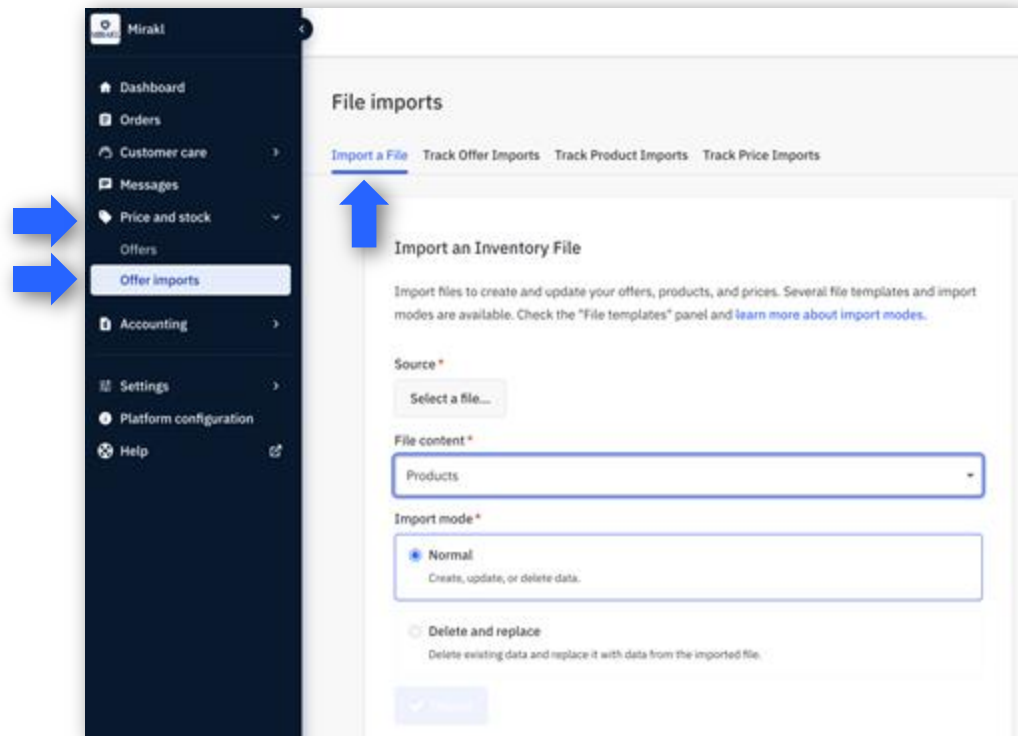 Mirakl
Dashboard
Orders
Customer care
Messages
Price and stock
Offers
Offer imports
Accounting
Settings
Platform configuration
Help
File imports
Import a File Track Offer Imports Track Product Imports Track Price Imports
Import an Inventory File
Import files to create and update your offers, products, and prices. Several file templates and import
modes are available. Check the "File templates" panel and learn more about import modes.
Source *
Select a file...
File content *
Products
Import mode *
Normal
Create, update, or delete data.
Delete and replace
Delete existing data and replace it with data from the imported file.